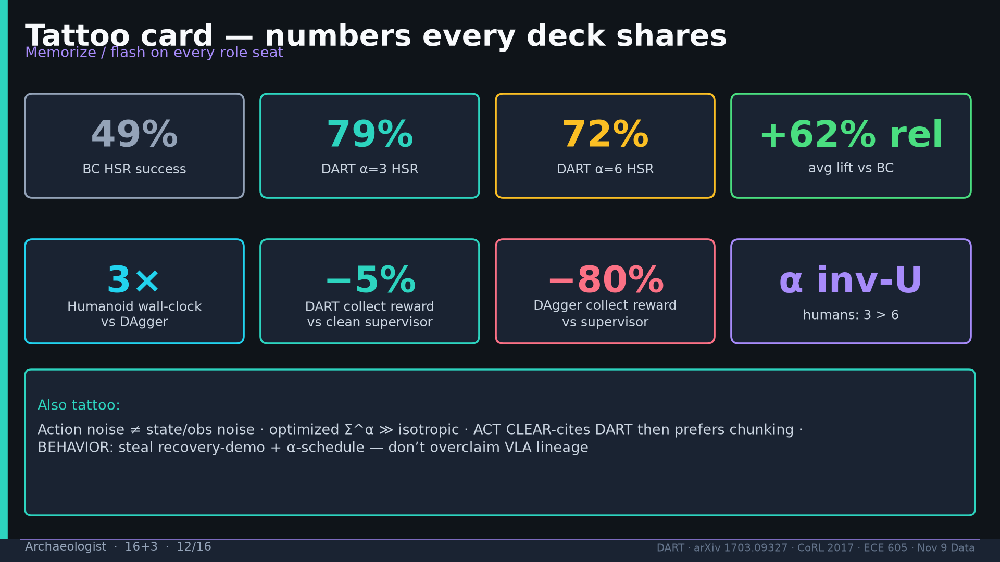 Tattoo card — numbers every deck shares
Memorize / flash on every role seat
49%
BC HSR success
79%
DART α=3 HSR
72%
DART α=6 HSR
+62% rel
avg lift vs BC
3×
Humanoid wall-clock
vs DAgger
−5%
DART collect reward
vs clean supervisor
−80%
DAgger collect reward
vs supervisor
α inv-U
humans: 3 > 6
Also tattoo:
Action noise ≠ state/obs noise · optimized Σ^α ≫ isotropic · ACT CLEAR-cites DART then prefers chunking ·
BEHAVIOR: steal recovery-demo + α-schedule — don’t overclaim VLA lineage
Archaeologist · 16+3 · 12/16
DART · arXiv 1703.09327 · CoRL 2017 · ECE 605 · Nov 9 Data